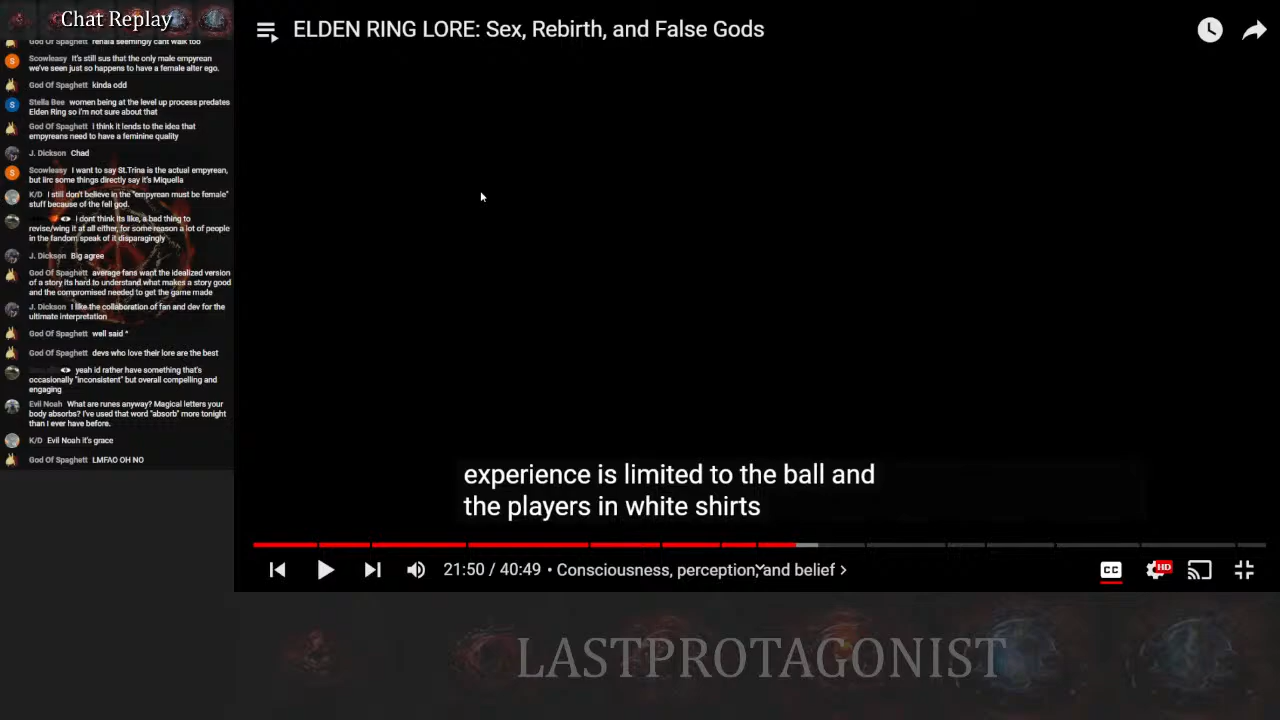 Chat Replay
God Of Spaghett renala seemingly cant walk too
Scowleasy It's still sus that the only male empyrean
we've seen just so happens to have a female alter ego.
God Of Spaghett kinda odd
Stella Bee women being at the level up process predates
Elden Ring so i'm not sure about that
God Of Spaghett I think it lends to the idea that
empyreans need to have a feminine quality
J. Dickson Chad
Scowleasy I want to say St.Trina is the actual empyrean,
but iirc some things directly say it's Miquella
K/D I still don't believe in the "empyrean must be female"
stuff because of the fell god.
I dont think its like, a bad thing to
revise/wing it at all either, for some reason a lot of people
in the fandom speak of it disparagingly
J. Dickson Big agree
God Of Spaghett average fans want the idealized version
of a story its hard to understand what makes a story good
and the compromised needed to get the game made
J. Dickson I like the collaboration of fan and dev for the
ultimate interpretation
God Of Spaghett well said *
God Of Spaghett devs who love their lore are the best
yeah id rather have something that's
occasionally "inconsistent" but overall compelling and
engaging
Evil Noah What are runes anyway? Magical letters your
body absorbs? I've used that word "absorb" more tonight
than I ever have before.
K/D Evil Noah it's grace
God Of Spaghett LMFAO OH NO
ELDEN RING LORE: Sex, Rebirth, and False Gods
experience is limited to the ball and
the players in white shirts
21:50 / 40:49 • Consciousness, perception, and belief >
CC
HD
LASTPROTAGONIST